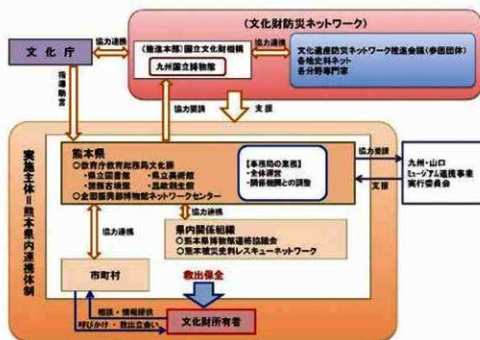 (文化財防災ネットワーク)
文化庁
協力連携
(推進本部)国立文化財機構
九州国立博物館
協力連携
文化遺産防災ネットワーク推進会議(参画団体)
各地史料ネット
各分野専門家
指導助言
協力要請
支援
実施主体=熊本県内連携体制
熊本県
○教育庁教育総務局文化課
・県立図書館 ・県立美術館
・装飾古墳館 ・温故創生館
○企画振興部博物館ネットワークセンター
【事務局の業務】
・全体運営
・関係機関との調整
協力要請
支援
九州・山口
ミュージアム連携事業
実行委員会
協力連携
協力連携
県内関係組織
○熊本県博物館連絡協議会
○熊本被災史料レスキューネットワーク
市町村
救出保全
相談・情報提供
呼びかけ・救出立会い
文化財所有者